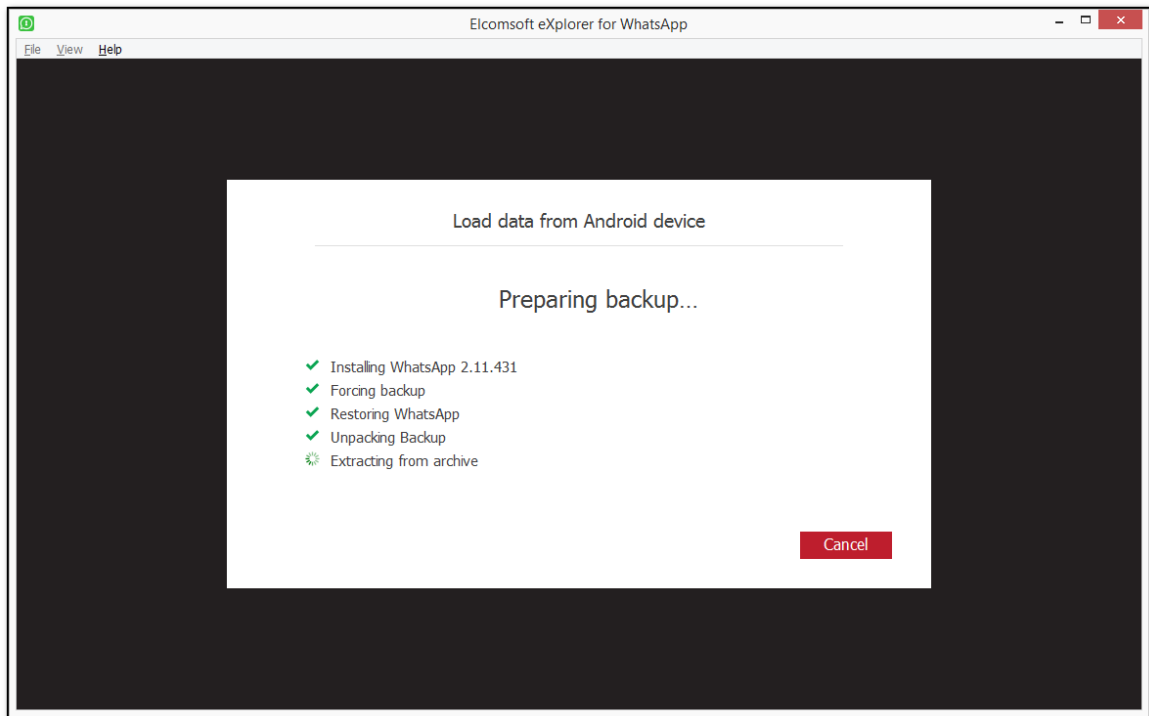 Elcomsoft eXplorer for WhatsApp
File View Help
Load data from Android device
Preparing backup...
Installing WhatsApp 2.11.431
Forcing backup
Restoring WhatsApp
Unpacking Backup
Extracting from archive
Cancel